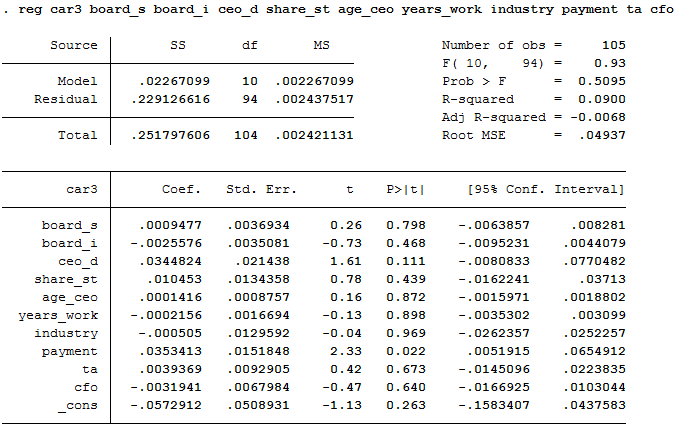 . reg car3 board_s board_i ceo_d share_st age_ceo years_work industry payment ta cfo
Source SS df MS Number of obs = 105
F( 10, 94) = 0.93
Model .02267099 10 .002267099 Prob > F = 0.5095
Residual .229126616 94 .002437517 R-squared = 0.0900
Adj R-squared = -0.0068
Total .251797606 104 .002421131 Root MSE = .04937
car3 Coef. Std. Err. t P>|t| [95% Conf. Interval]
board_s .0009477 .0036934 0.26 0.798 -.0063857 .008281
board_i -.0025576 .0035081 -0.73 0.468 -.0095231 .0044079
ceo_d .0344824 .021438 1.61 0.111 -.0080833 .0770482
share_st .010453 .0134358 0.78 0.439 -.0162241 .03713
age_ceo .0001416 .0008757 0.16 0.872 -.0015971 .0018802
years_work -.0002156 .0016694 -0.13 0.898 -.0035302 .003099
industry -.000505 .0129592 -0.04 0.969 -.0262357 .0252257
payment .0353413 .0151848 2.33 0.022 .0051915 .0654912
ta .0039369 .0092905 0.42 0.673 -.0145096 .0223835
cfo -.0031941 .0067984 -0.47 0.640 -.0166925 .0103044
_cons -.0572912 .0508931 -1.13 0.263 -.1583407 .0437583